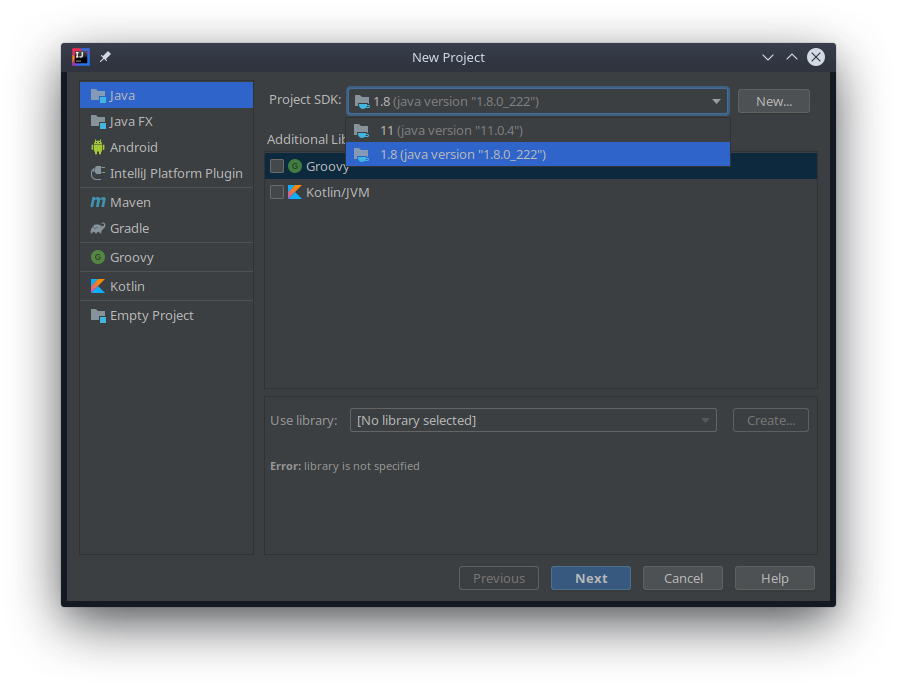 New Project
Java
Java FX
Android
IntelliJ Platform Plugin
Maven
Gradle
Groovy
Kotlin
Empty Project
Project SDK: 1.8 (java version "1.8.0_222") New...
11 (java version "11.0.4")
Additional Lib
1.8 (java version "1.8.0_222")
Groovy
Kotlin/JVM
Use library: [No library selected] Create...
Error: library is not specified
Previous Next Cancel Help